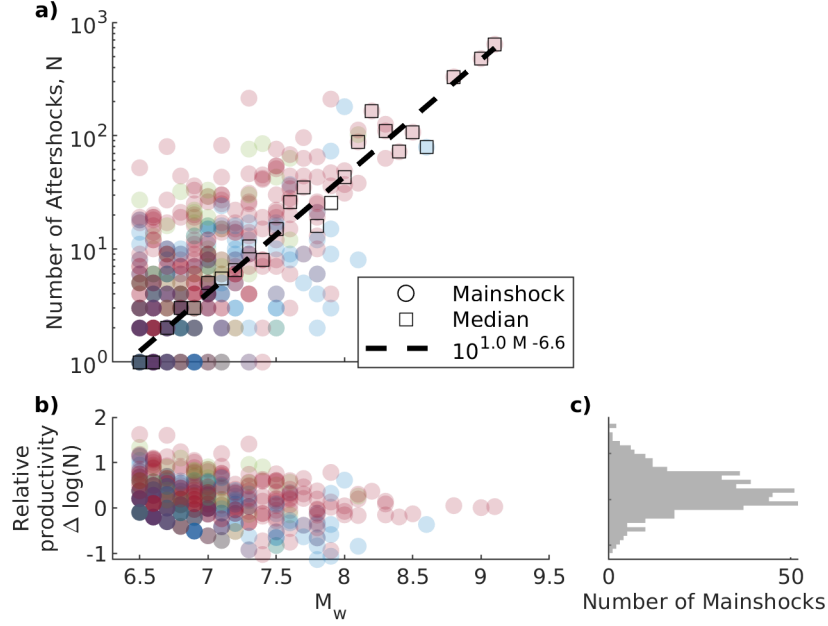 a)
10^3
10^2
10^1
10^0
Number of Aftershocks, N
Mainshock
Median
10^1.0 M -6.6
b)
2
1
0
-1
Relative
productivity
Δ log(N)
6.5 7 7.5 8 8.5 9 9.5
M_w
c)
0 50
Number of Mainshocks